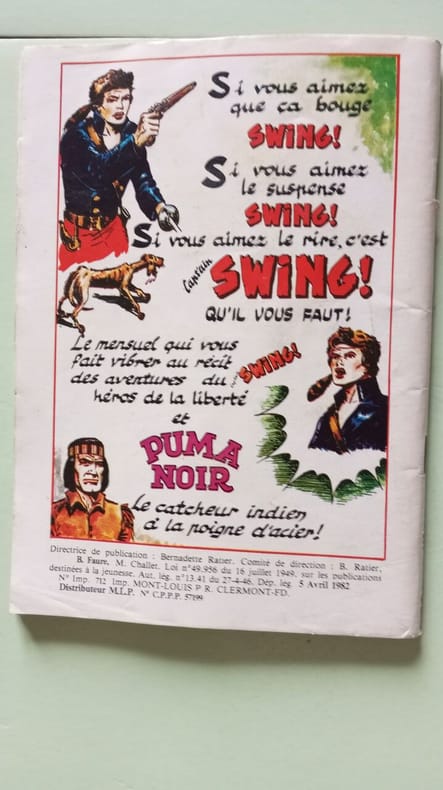 Si vous aimez
que ça bouge
SWiNG!
Si vous aimez
le suspense
SWiNG!
Si vous aimez le rire, c'est
Captain SWiNG!
QU'IL VOUS FAUT!
Le mensuel qui vous
fait vibrer au récit
des aventures du
héros de la liberté
SWiNG!
et
PUMA
NOIR
Le catcheur indien
à la poigne d'acier!
Directrice de publication : Bernadette Ratier. Comité de direction : B. Ratier,
B. Faure, M. Challet. Loi n° 49.956 du 16 juillet 1949, sur les publications
destinées à la jeunesse. Aut. lég. n° 13.41 du 27-4-46. Dép. lég. 5 Avril 1982
N° Imp. 712 Imp. MONT-LOUIS P R. CLERMONT-FD.
Distributeur M.L.P. N° C.P.P.P. 57199